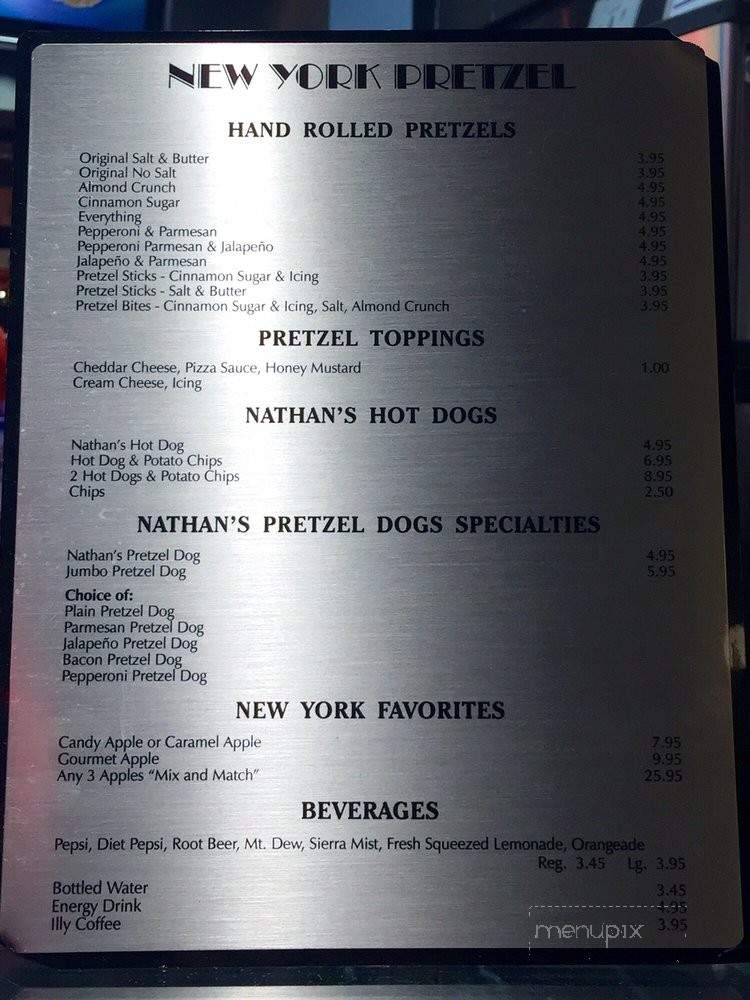 NEW YORK PRETZEL
HAND ROLLED PRETZELS
Original Salt & Butter 3.95
Original No Salt 3.95
Almond Crunch 4.95
Cinnamon Sugar 4.95
Everything 4.95
Pepperoni & Parmesan 4.95
Pepperoni Parmesan & Jalapeño 4.95
Jalapeño & Parmesan 4.95
Pretzel Sticks - Cinnamon Sugar & Icing 3.95
Pretzel Sticks - Salt & Butter 3.95
Pretzel Bites - Cinnamon Sugar & Icing, Salt, Almond Crunch 3.95
PRETZEL TOPPINGS
Cheddar Cheese, Pizza Sauce, Honey Mustard 1.00
Cream Cheese, Icing
NATHAN'S HOT DOGS
Nathan's Hot Dog 4.95
Hot Dog & Potato Chips 6.95
2 Hot Dogs & Potato Chips 8.95
Chips 2.50
NATHAN'S PRETZEL DOGS SPECIALTIES
Nathan's Pretzel Dog 4.95
Jumbo Pretzel Dog 5.95
Choice of:
Plain Pretzel Dog
Parmesan Pretzel Dog
Jalapeño Pretzel Dog
Bacon Pretzel Dog
Pepperoni Pretzel Dog
NEW YORK FAVORITES
Candy Apple or Caramel Apple 7.95
Gourmet Apple 9.95
Any 3 Apples "Mix and Match" 25.95
BEVERAGES
Pepsi, Diet Pepsi, Root Beer, Mt. Dew, Sierra Mist, Fresh Squeezed Lemonade, Orangeade
Reg. 3.45 Lg. 3.95
Bottled Water 3.45
Energy Drink 4.95
Illy Coffee 3.95
menupix